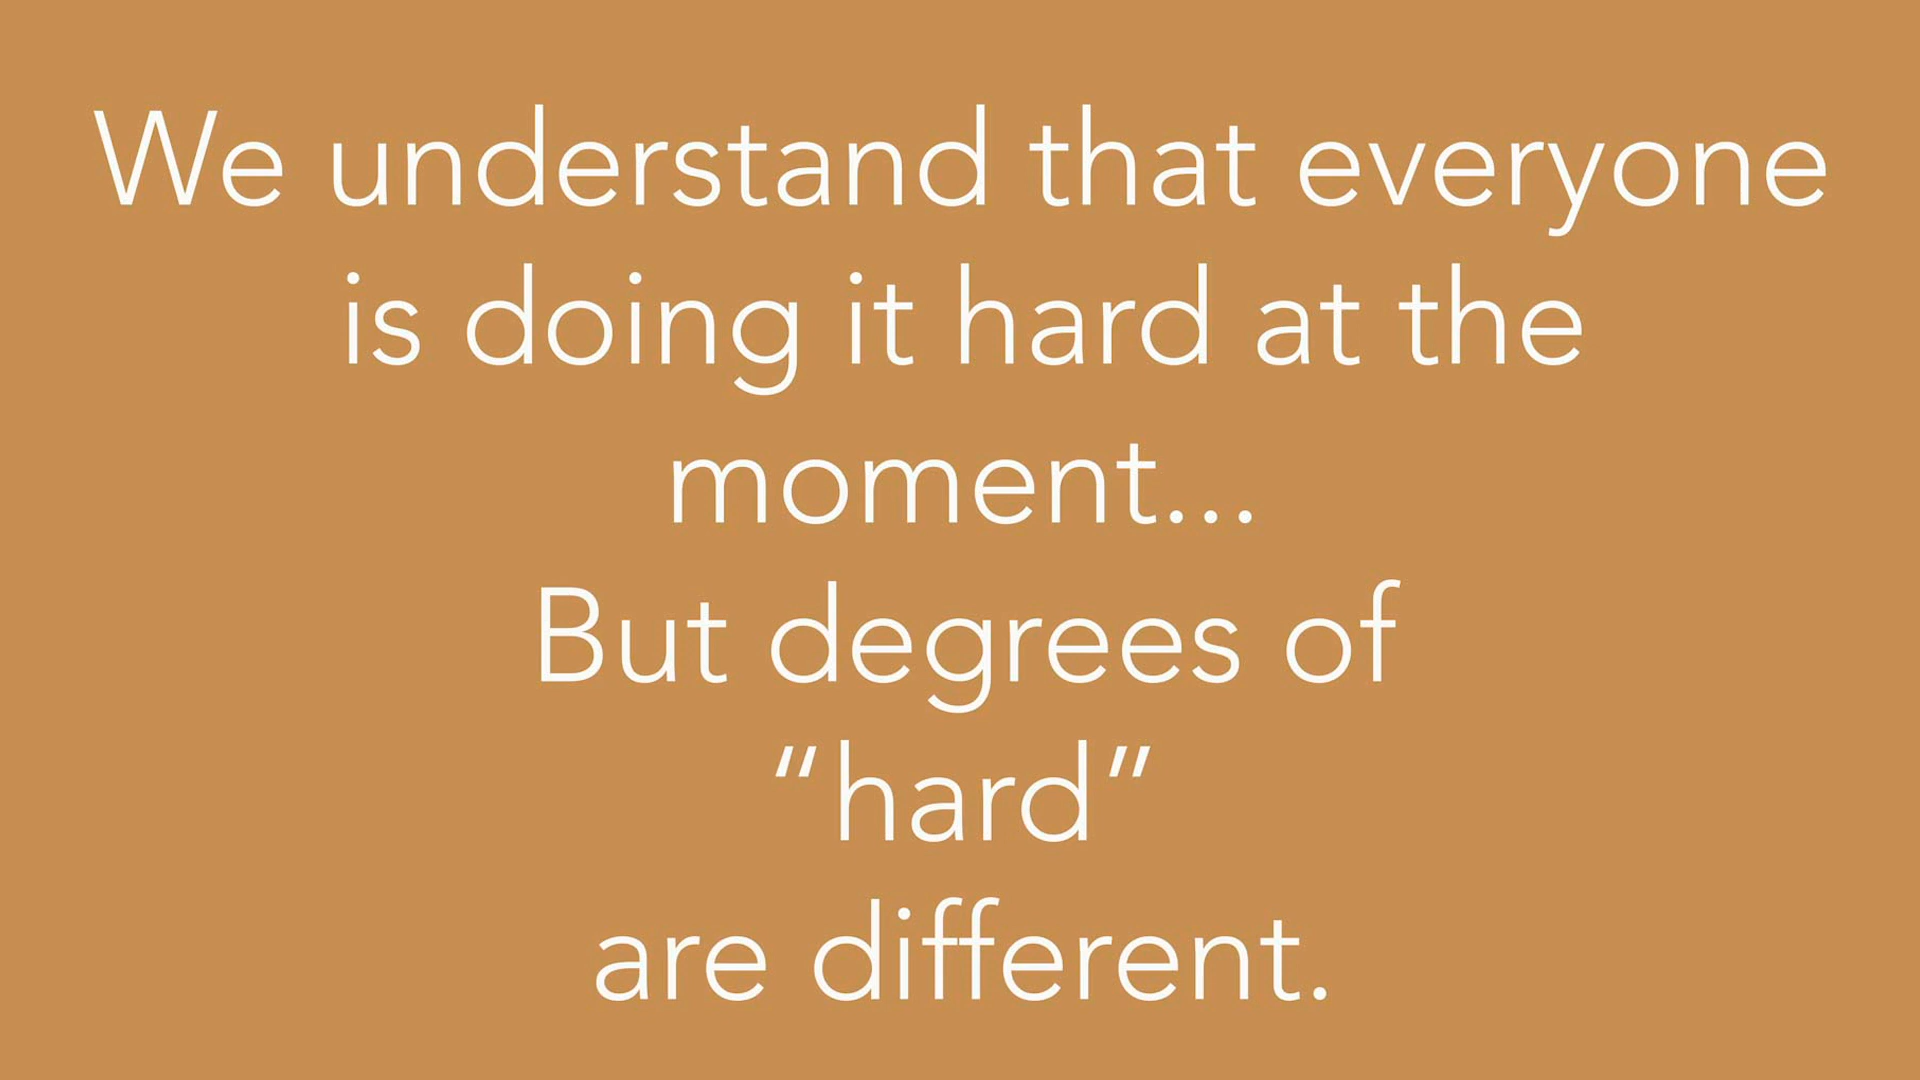 We understand that everyone
is doing it hard at the
moment...
But degrees of
“hard”
are different.